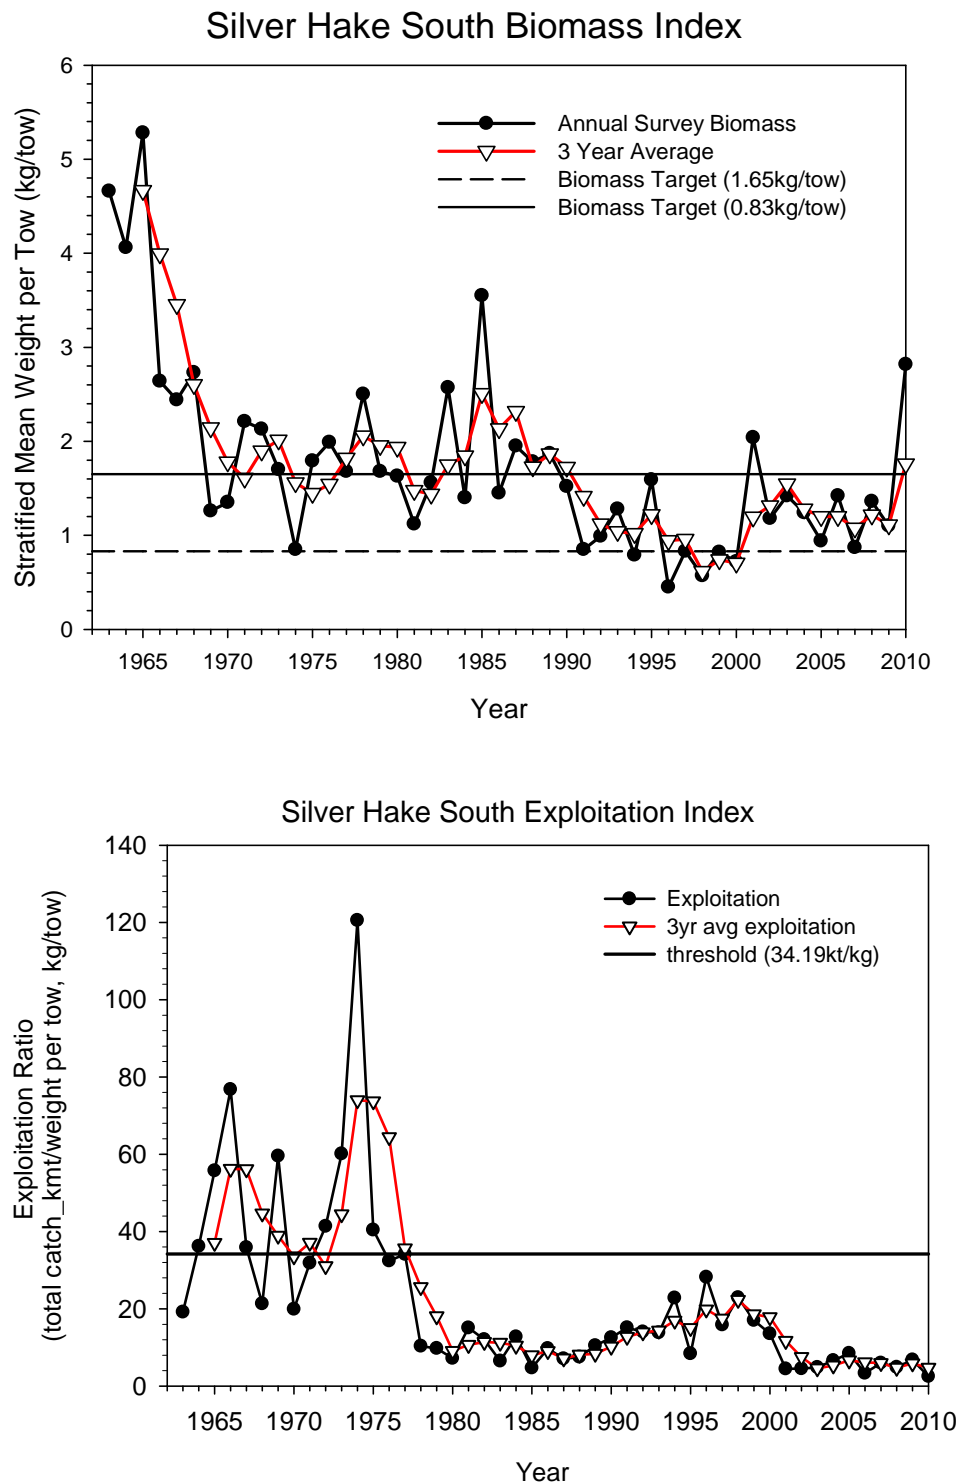 Silver Hake South Biomass Index
6
5
4
3
2
1
0
Stratified Mean Weight per Tow (kg/tow)
Annual Survey Biomass
3 Year Average
Biomass Target (1.65kg/tow)
Biomass Target (0.83kg/tow)
1965 1970 1975 1980 1985 1990 1995 2000 2005 2010
Year
Silver Hake South Exploitation Index
140
120
100
80
60
40
20
0
Exploitation Ratio
(total catch_kmt/weight per tow, kg/tow)
Exploitation
3yr avg exploitation
threshold (34.19kt/kg)
1965 1970 1975 1980 1985 1990 1995 2000 2005 2010
Year